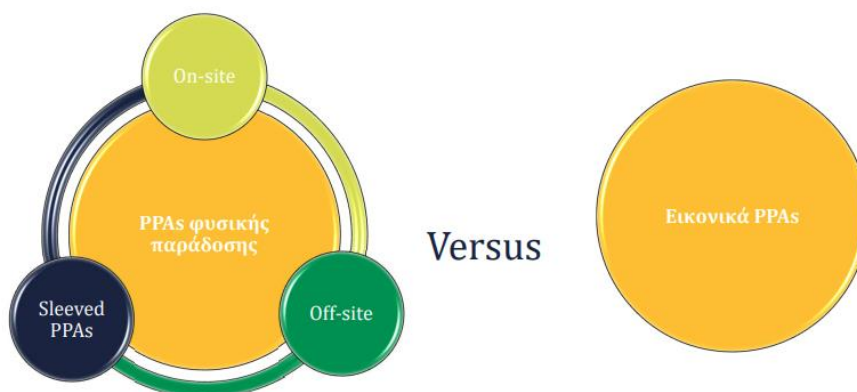 On-site
PPAs φυσικής
παράδοσης
Sleeved
PPAs
Off-site
Versus
Εικονικά PPAs